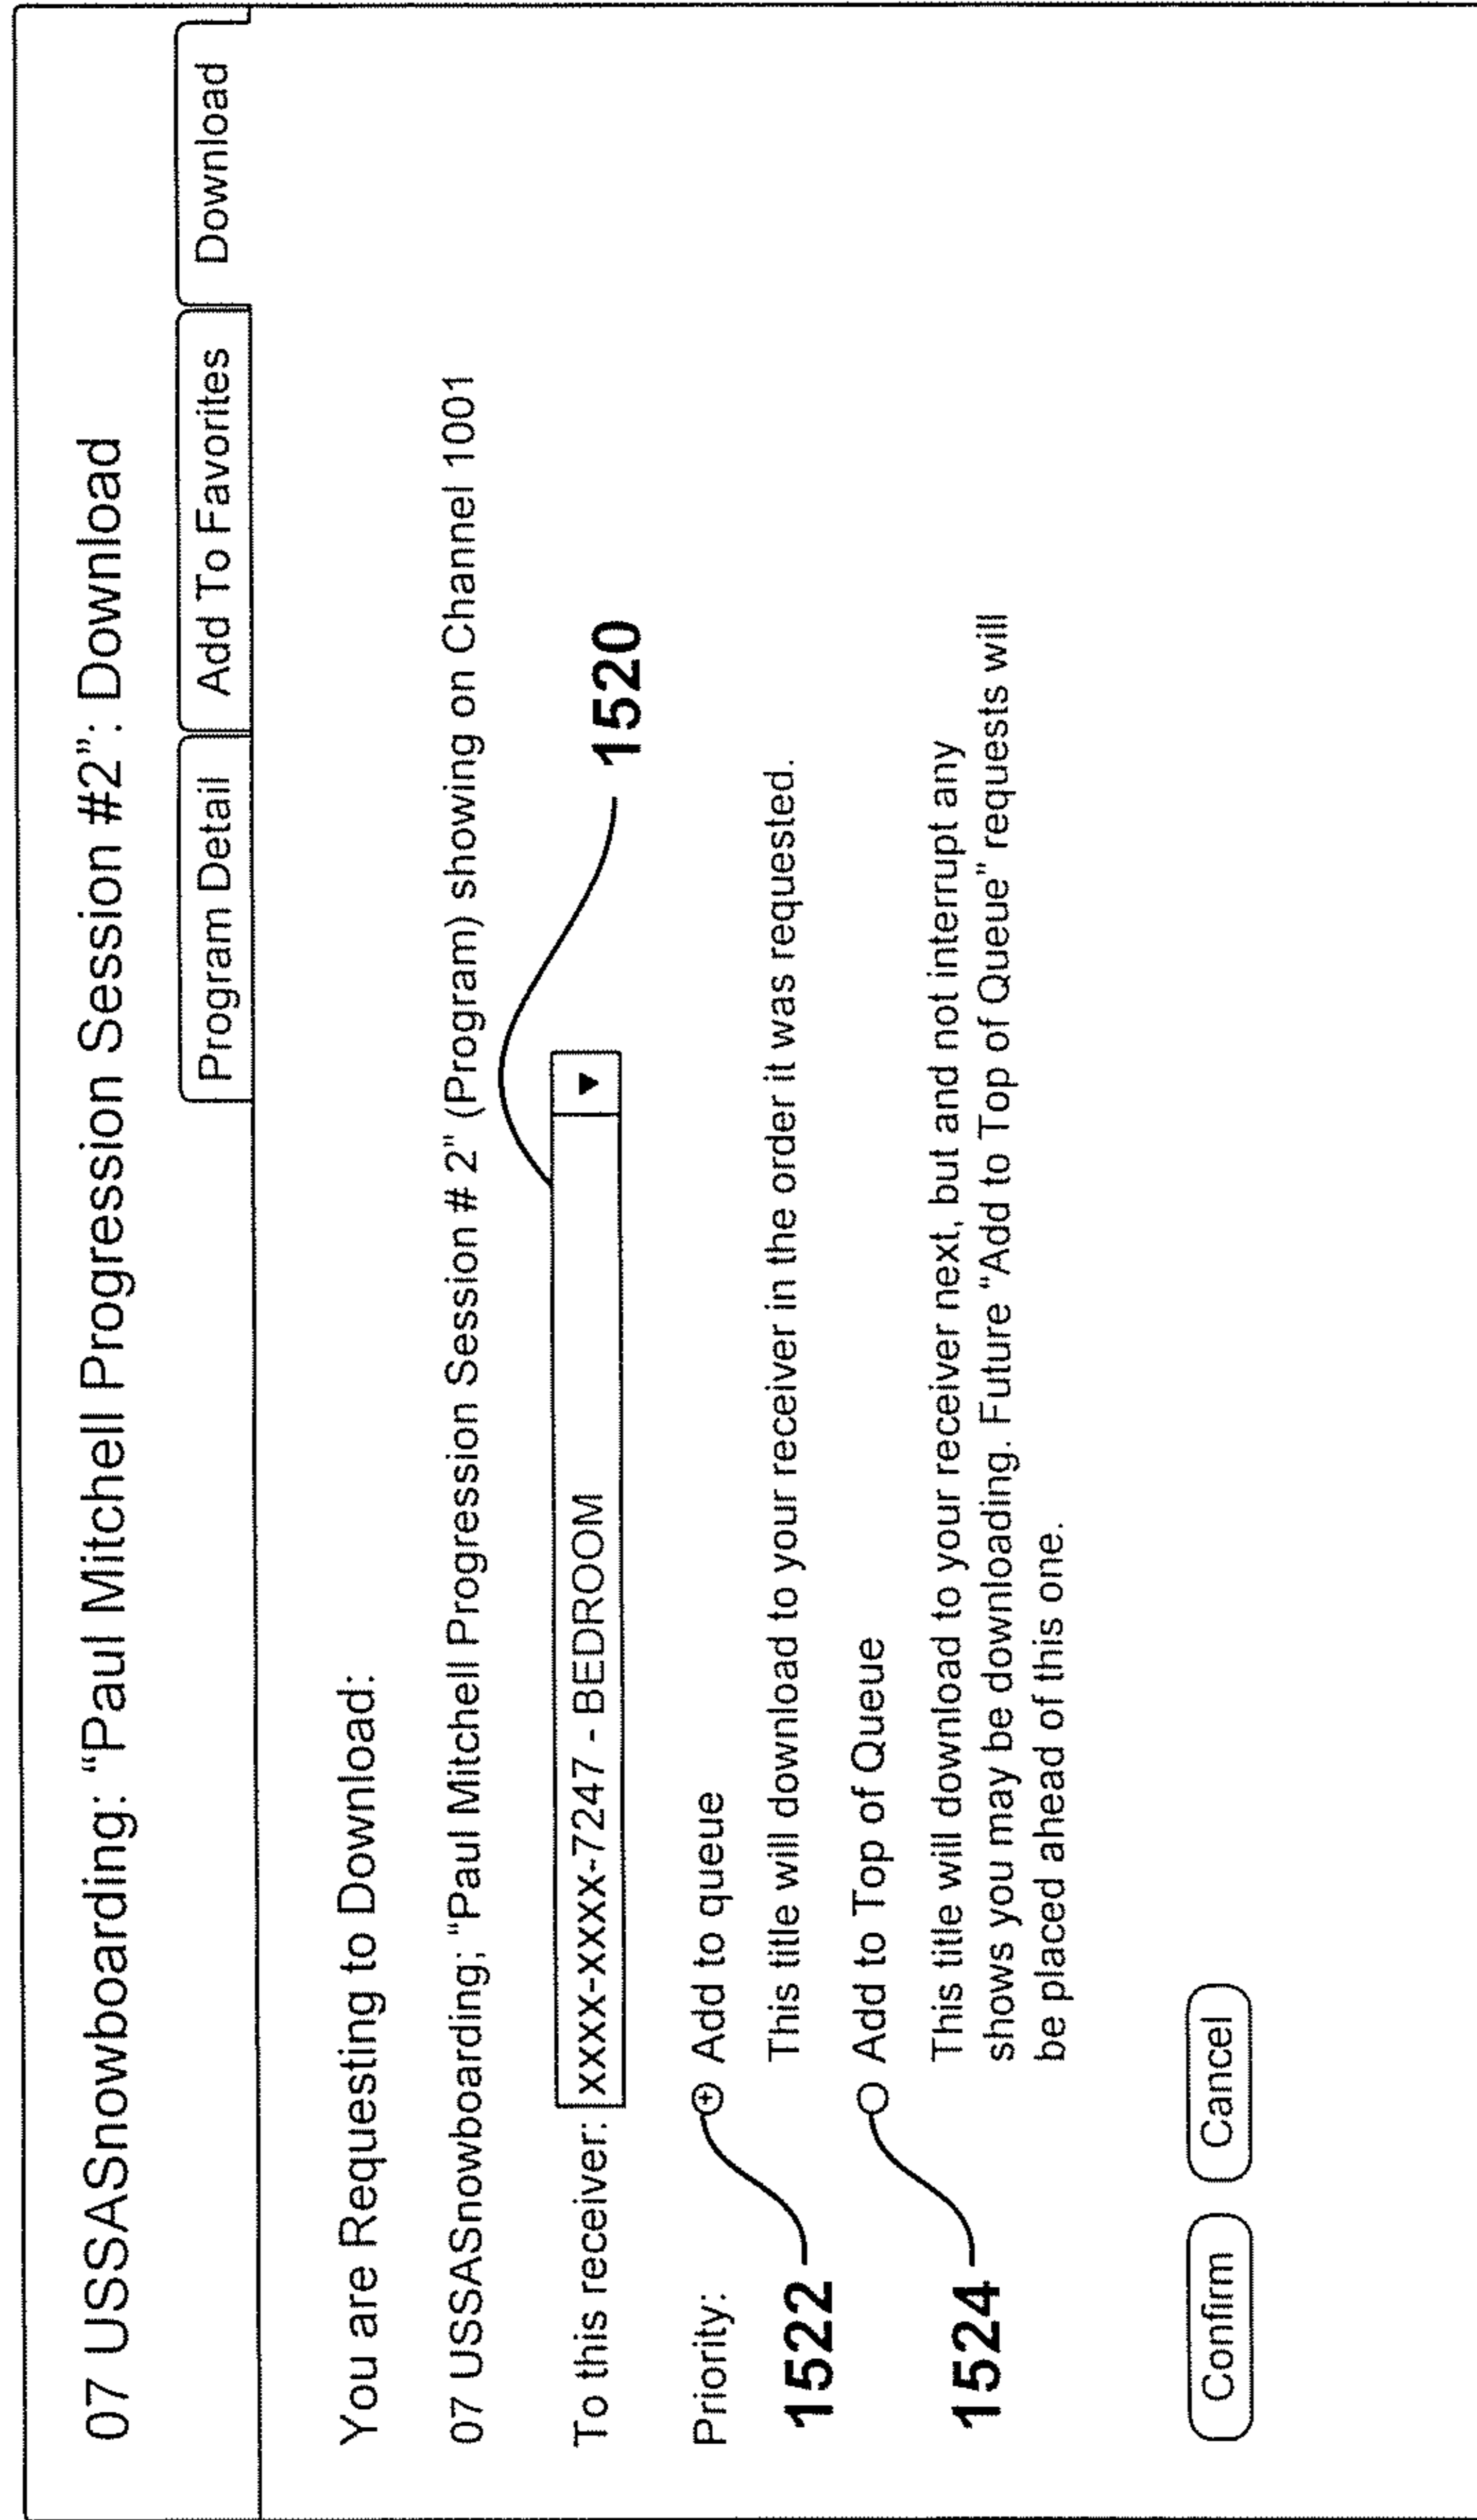 07 USSASnowboarding: “Paul Mitchell Progression Session #2”: Download
Program Detail Add To Favorites Download
You are Requesting to Download:
07 USSASnowboarding; “Paul Mitchell Progression Session # 2" (Program) showing on Channel 1001
To this receiver: XXXX-XXXX-7247 - BEDROOM ▼
1520
Priority: Add to queue
1522
This title will download to your receiver in the order it was requested.
Add to Top of Queue
1524
This title will download to your receiver next, but and not interrupt any
shows you may be downloading. Future “Add to Top of Queue" requests will
be placed ahead of this one.
Confirm Cancel